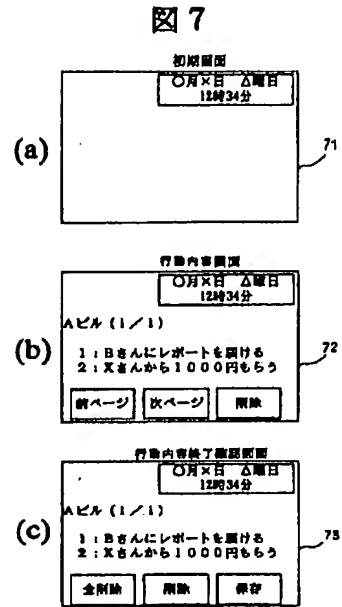 図7
初期画面
(a)
○月×日 △曜日
12時34分
71
行動内容画面
(b)
○月×日 △曜日
12時34分
Aビル (1/1)
1:Bさんにレポートを届ける
2:Xさんから1000円もらう
前ページ 次ページ 削除
72
行動内容終了確認画面
(c)
○月×日 △曜日
12時34分
Aビル (1/1)
1:Bさんにレポートを届ける
2:Xさんから1000円もらう
全削除 削除 保存
73